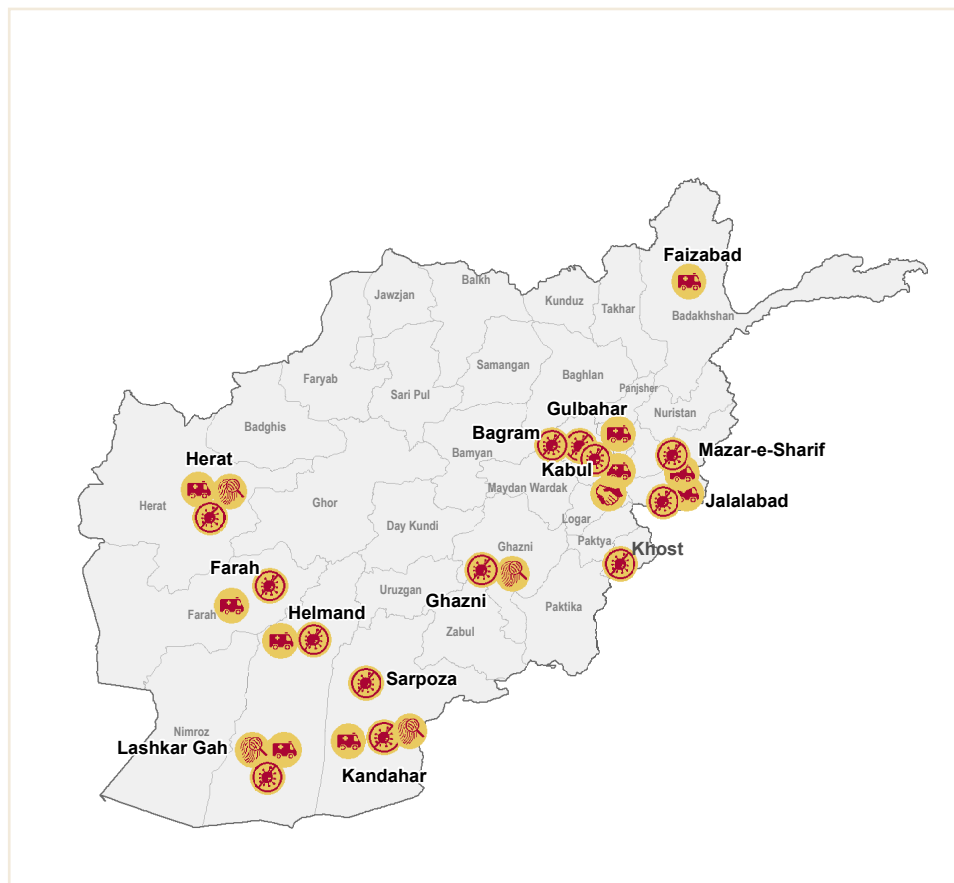 Faizabad
Balkh
Jawzjan
Kunduz
Takhar
Badakhshan
Samangan
Baghlan
Faryab
Sari Pul
Panjsher
Gulbahar
Nuristan
Badghis
Bagram
Bamyan
Mazar-e-Sharif
Herat
Kabul
Maydan Wardak
Herat
Ghor
Jalalabad
Day Kundi
Logar
Paktya
Ghazni
Khost
Farah
Uruzgan
Ghazni
Farah
Helmand
Paktika
Zabul
Sarpoza
Nimroz
Lashkar Gah
Kandahar